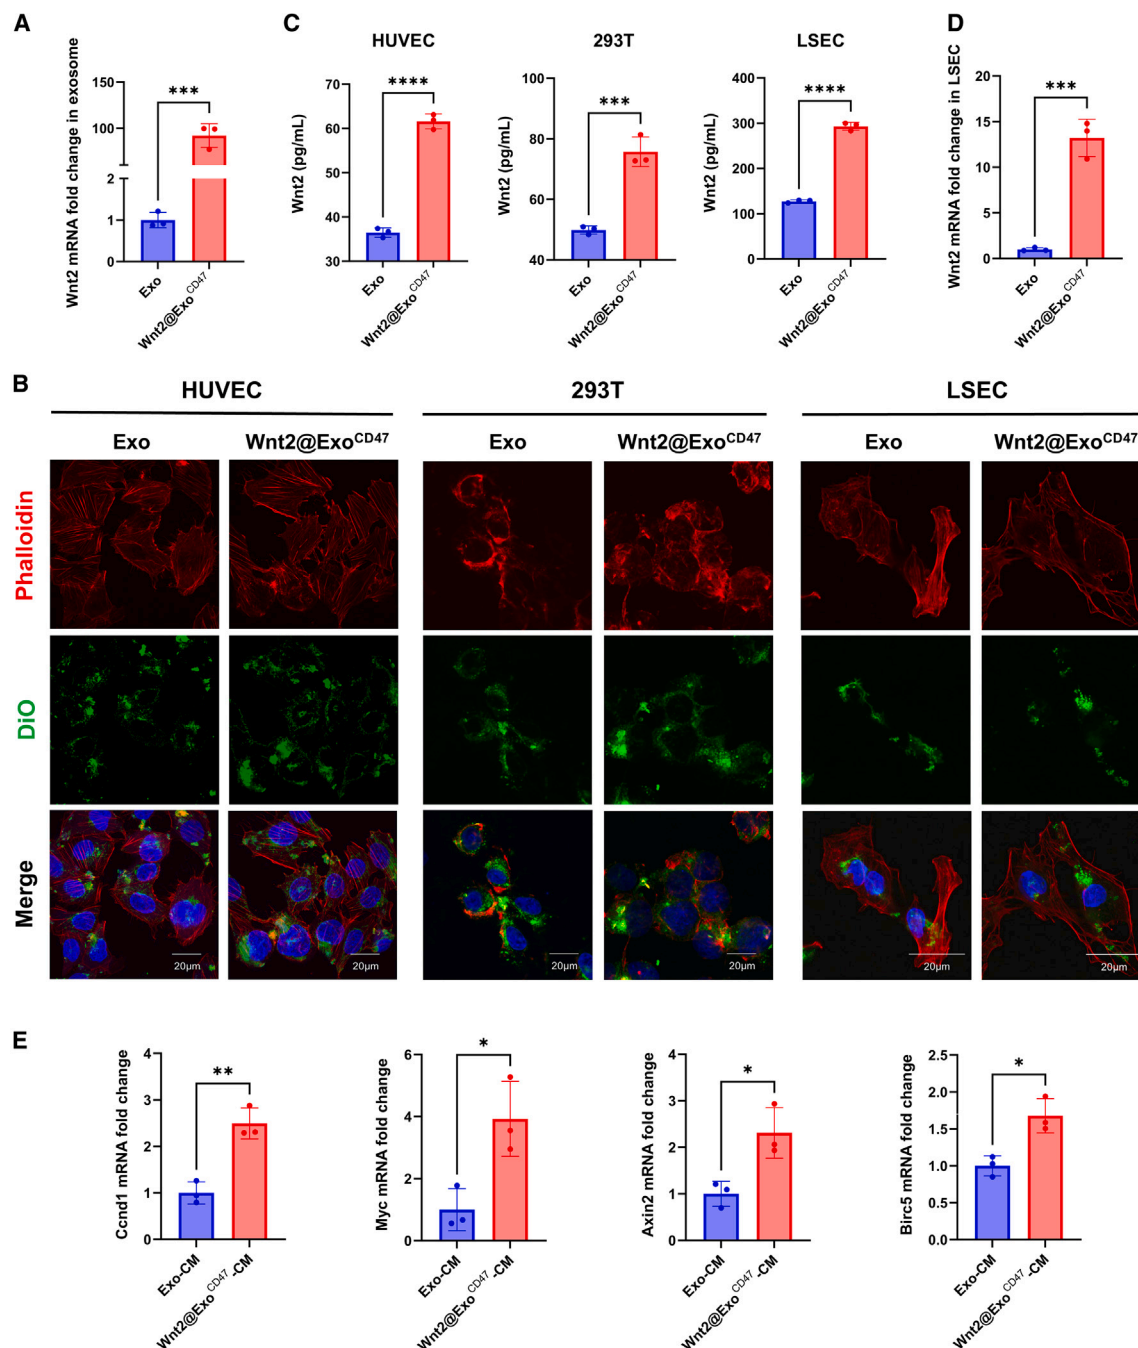 A
Wnt2 mRNA fold change in exosome
150
100
50
2
1
0
***
Exo
Wnt2@Exo CD47
C
HUVEC
Wnt2 (pg/mL)
70
60
50
40
30
****
Exo
Wnt2@Exo CD47
293T
Wnt2 (pg/mL)
100
80
60
40
***
Exo
Wnt2@Exo CD47
LSEC
Wnt2 (pg/mL)
400
300
200
100
0
****
Exo
Wnt2@Exo CD47
D
Wnt2 mRNA fold change in LSEC
20
15
10
5
0
***
Exo
Wnt2@Exo CD47
B
HUVEC 293T LSEC
Exo Wnt2@ExoCD47 Exo Wnt2@ExoCD47 Exo Wnt2@ExoCD47
Phalloidin
DiO
Merge
20μm 20μm 20μm 20μm 20μm 20μm
E
Ccnd1 mRNA fold change
4
3
2
1
0
**
Exo-CM
Wnt2@Exo CD47 -CM
Myc mRNA fold change
6
4
2
0
*
Exo-CM
Wnt2@Exo CD47 -CM
Axin2 mRNA fold change
4
3
2
1
0
*
Exo-CM
Wnt2@Exo CD47 -CM
Birc5 mRNA fold change
2.5
2.0
1.5
1.0
0.5
0.0
*
Exo-CM
Wnt2@Exo CD47 -CM